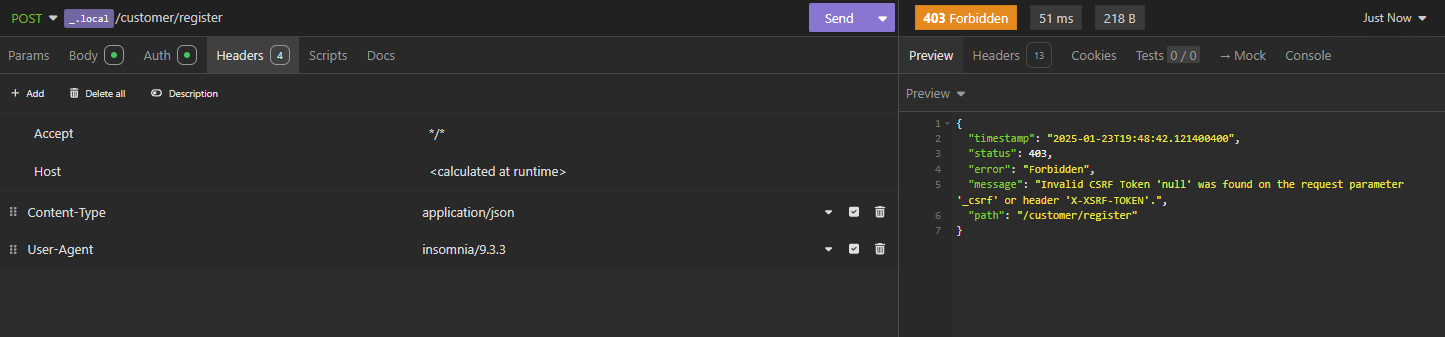 POST _.local/customer/register Send
403 Forbidden 51 ms 218 B Just Now
Params Body Auth Headers 4 Scripts Docs
Preview Headers 13 Cookies Tests 0 / 0 → Mock Console
+ Add Delete all Description
Preview
Accept */*
Host <calculated at runtime>
Content-Type application/json
User-Agent insomnia/9.3.3
1 {
2 "timestamp": "2025-01-23T19:48:42.121400400",
3 "status": 403,
4 "error": "Forbidden",
5 "message": "Invalid CSRF Token 'null' was found on the request parameter
'_csrf' or header 'X-XSRF-TOKEN'.",
6 "path": "/customer/register"
7 }